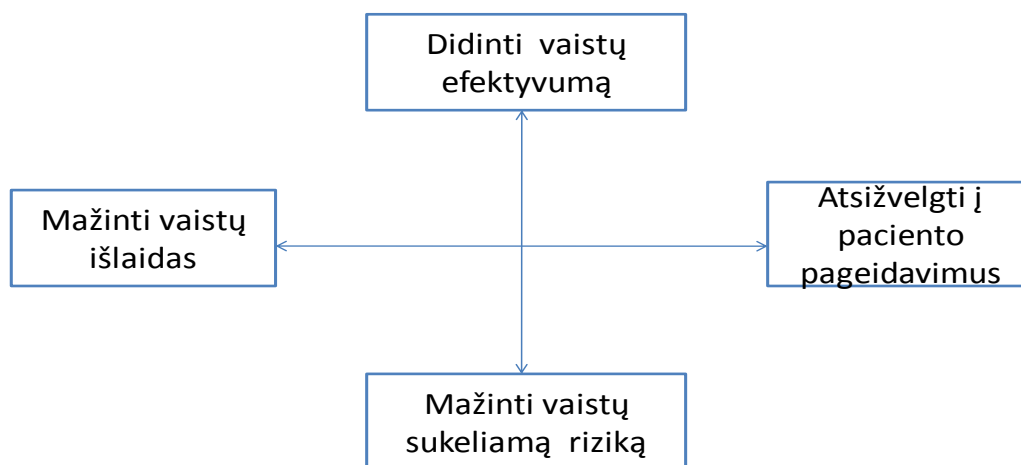 Didinti vaistų
efektyvumą
Mažinti vaistų
išlaidas
Atsižvelgti į
paciento
pageidavimus
Mažinti vaistų
sukeliamą riziką